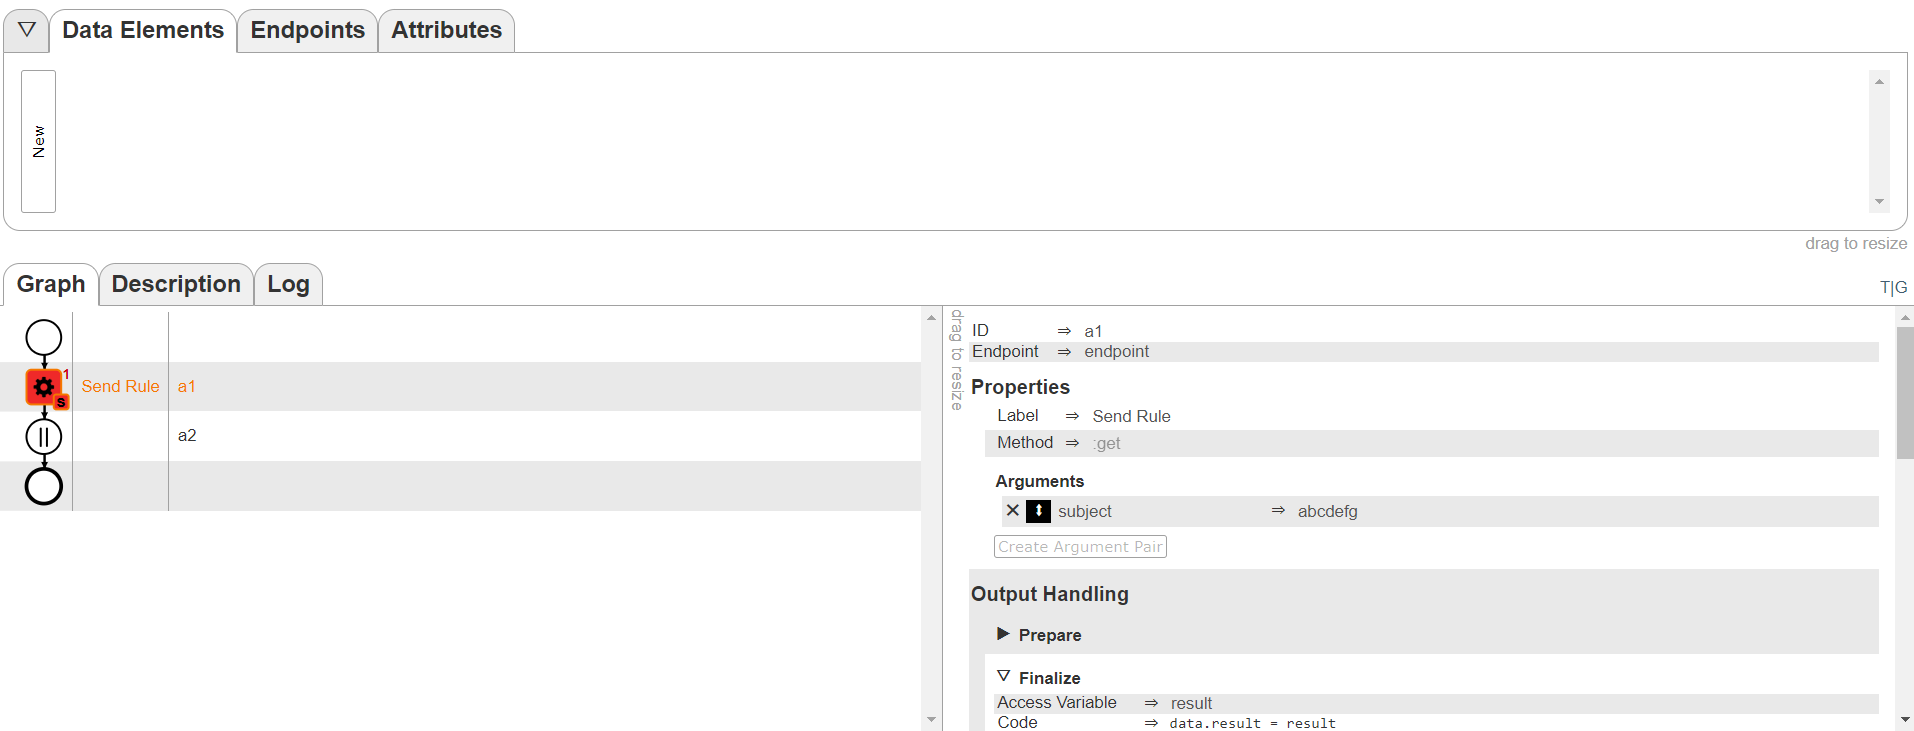 ▽ Data Elements Endpoints Attributes
New
drag to resize
Graph Description Log
T|G
1
Send Rule a1
s
a2
drag to resize
ID ⇒ a1
Endpoint ⇒ endpoint
Properties
Label ⇒ Send Rule
Method ⇒ :get
Arguments
✕ subject ⇒ abcdefg
Create Argument Pair
Output Handling
▶ Prepare
▽ Finalize
Access Variable ⇒ result
Code ⇒ data.result = result